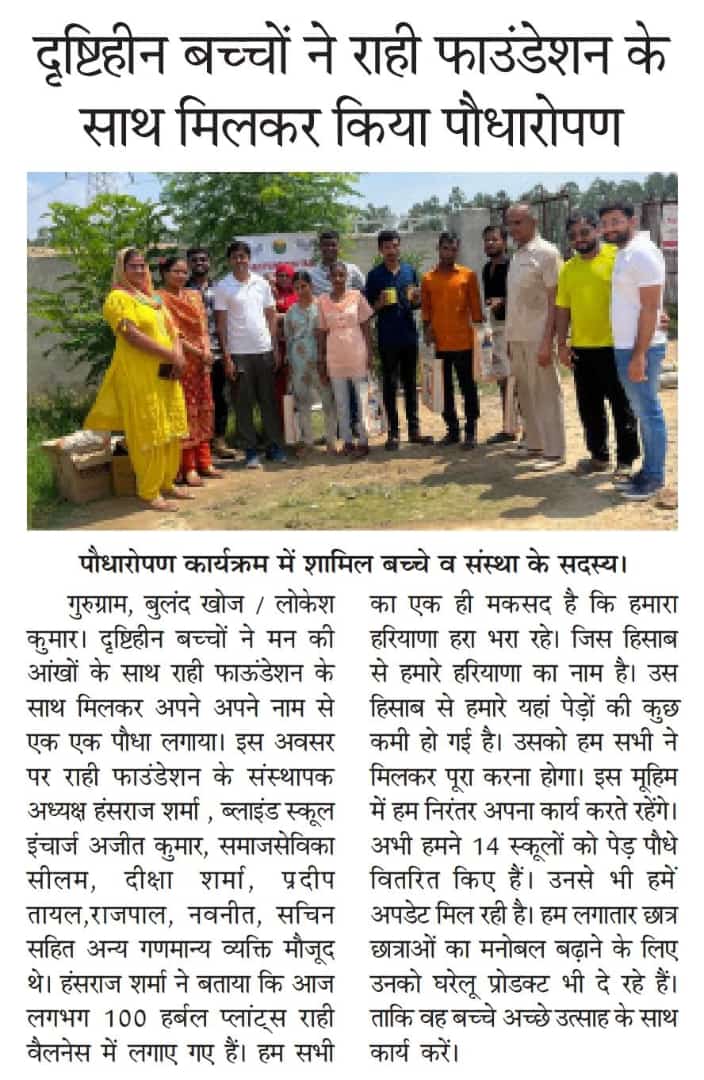 दृष्टिहीन बच्चों ने राही फाउंडेशन के
साथ मिलकर किया पौधारोपण
पौधारोपण कार्यक्रम में शामिल बच्चे व संस्था के सदस्य।
गुरुग्राम, बुलंद खोज / लोकेश
कुमार। दृष्टिहीन बच्चों ने मन की
आंखों के साथ राही फाऊंडेशन के
साथ मिलकर अपने अपने नाम से
एक एक पौधा लगाया। इस अवसर
पर राही फाउंडेशन के संस्थापक
अध्यक्ष हंसराज शर्मा , ब्लाइंड स्कूल
इंचार्ज अजीत कुमार, समाजसेविका
सीलम, दीक्षा शर्मा, प्रदीप
तायल,राजपाल, नवनीत, सचिन
सहित अन्य गणमान्य व्यक्ति मौजूद
थे। हंसराज शर्मा ने बताया कि आज
लगभग 100 हर्बल प्लांट्स राही
वैलनेस में लगाए गए हैं। हम सभी
का एक ही मकसद है कि हमारा
हरियाणा हरा भरा रहे। जिस हिसाब
से हमारे हरियाणा का नाम है। उस
हिसाब से हमारे यहां पेड़ों की कुछ
कमी हो गई है। उसको हम सभी ने
मिलकर पूरा करना होगा। इस मूहिम
में हम निरंतर अपना कार्य करते रहेंगे।
अभी हमने 14 स्कूलों को पेड़ पौधे
वितरित किए हैं। उनसे भी हमें
अपडेट मिल रही है। हम लगातार छात्र
छात्राओं का मनोबल बढ़ाने के लिए
उनको घरेलू प्रोडक्ट भी दे रहे हैं।
ताकि वह बच्चे अच्छे उत्साह के साथ
कार्य करें।